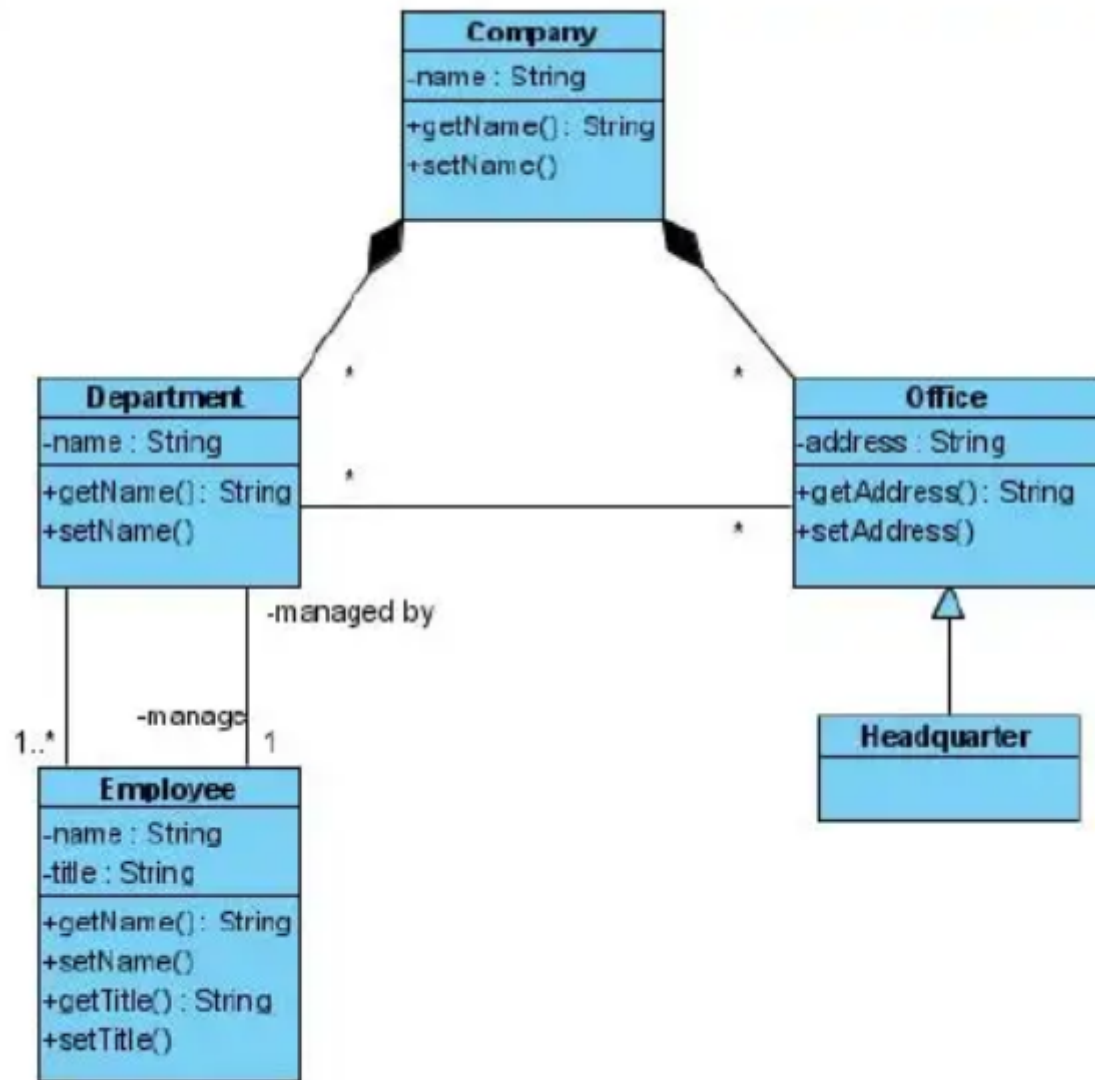 Company
-name : String
+getName() : String
+setName()
*
*
Department
-name : String
+getName() : String
+setName()
*
*
Office
-address : String
+getAddress() : String
+setAddress()
-managed by
-manage
1..*
1
Headquarter
Employee
-name : String
-title : String
+getName() : String
+setName()
+getTitle() : String
+setTitle()